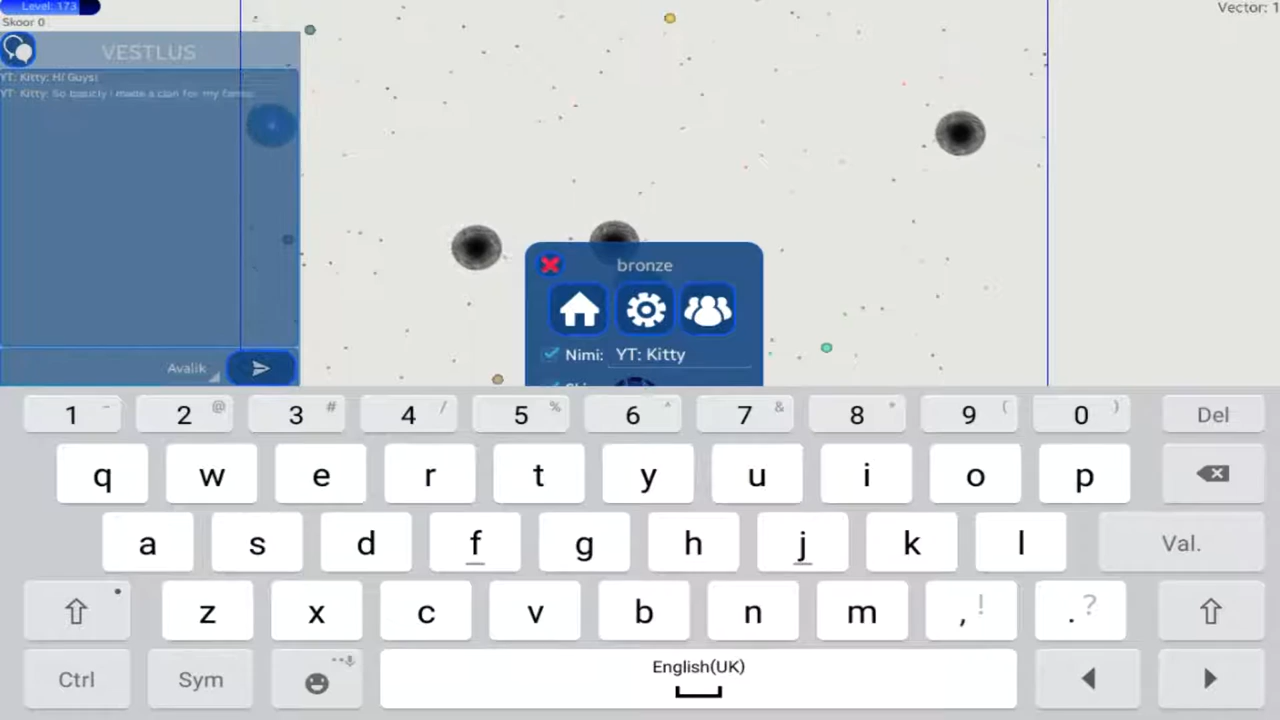 Level: 173
Skoor 0
Vector: 1
VESTLUS
YT: Kitty: Hi Guys!
YT: Kitty: So basicly i made a clan for my
Avalik
bronze
Nimi: YT: Kitty
1 - 2 @ 3 # 4 / 5 % 6 ^ 7 & 8 * 9 ( 0 ) Del
q w e r t y u i o p
a s d f g h j k l Val.
z x c v b n m , ! . ?
Ctrl Sym English(UK)